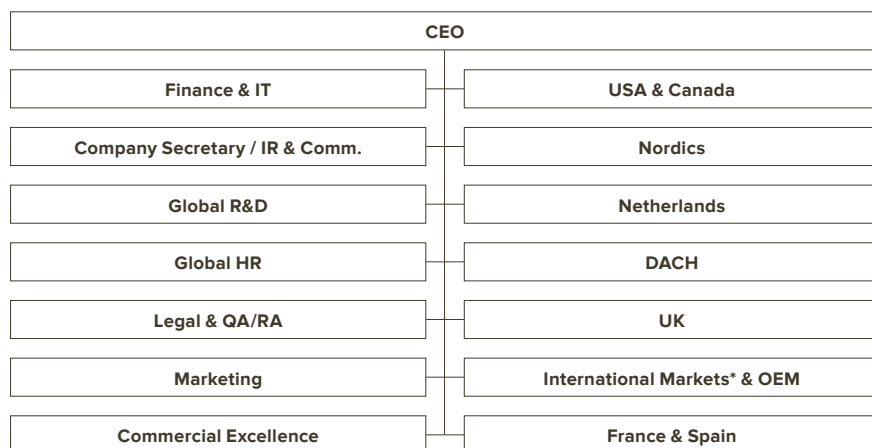 CEO
Finance & IT
USA & Canada
Company Secretary / IR & Comm.
Nordics
Global R&D
Netherlands
Global HR
DACH
Legal & QA/RA
UK
Marketing
International Markets* & OEM
Commercial Excellence
France & Spain